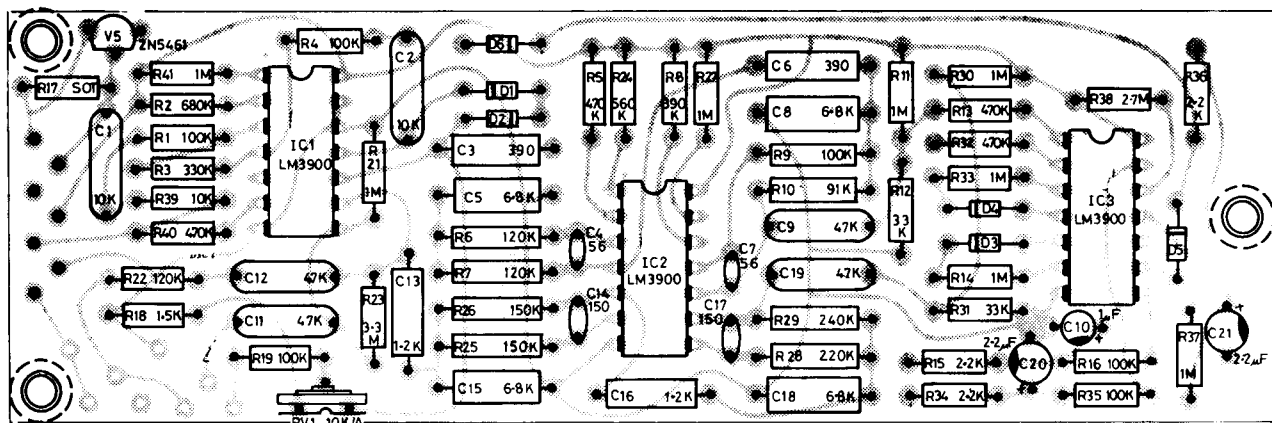 V5
2N5461
R17 SOT
C1
10K
R41 1M
R2 680K
R1 100K
R3 330K
R39 10K
R40 470K
R22 120K
R18 1·5K
R4 100K
IC1
LM3900
R21
1M
C2
10K
C12 47K
C11 47K
R19 100K
RV1 10K/A
R23
3·3
M
C13
1·2K
D6
D1
D2
C3 390
C5 6·8K
R6 120K
R7 120K
R26 150K
R25 150K
C15 6·8K
R5
470
K
R24
560
K
R8
390
K
R27
1M
C4
56
C14
150
IC2
LM3900
C7
56
C17
150
C16 1·2K
C6 390
C8 6·8K
R9 100K
R10 91K
C9 47K
C19 47K
R29 240K
R28 220K
C18 6·8K
R11
1M
R12
33
K
R30 1M
R13 470K
R32 470K
R33 1M
D4
D3
R14 1M
R31 33K
R15 2·2K
R34 2·2K
2·2µF
C20
+
R38 2·7M
IC3
LM3900
1µF
C10
+
R16 100K
R35 100K
R36
2·2
K
D5
R37
1M
+
C21
2·2µF